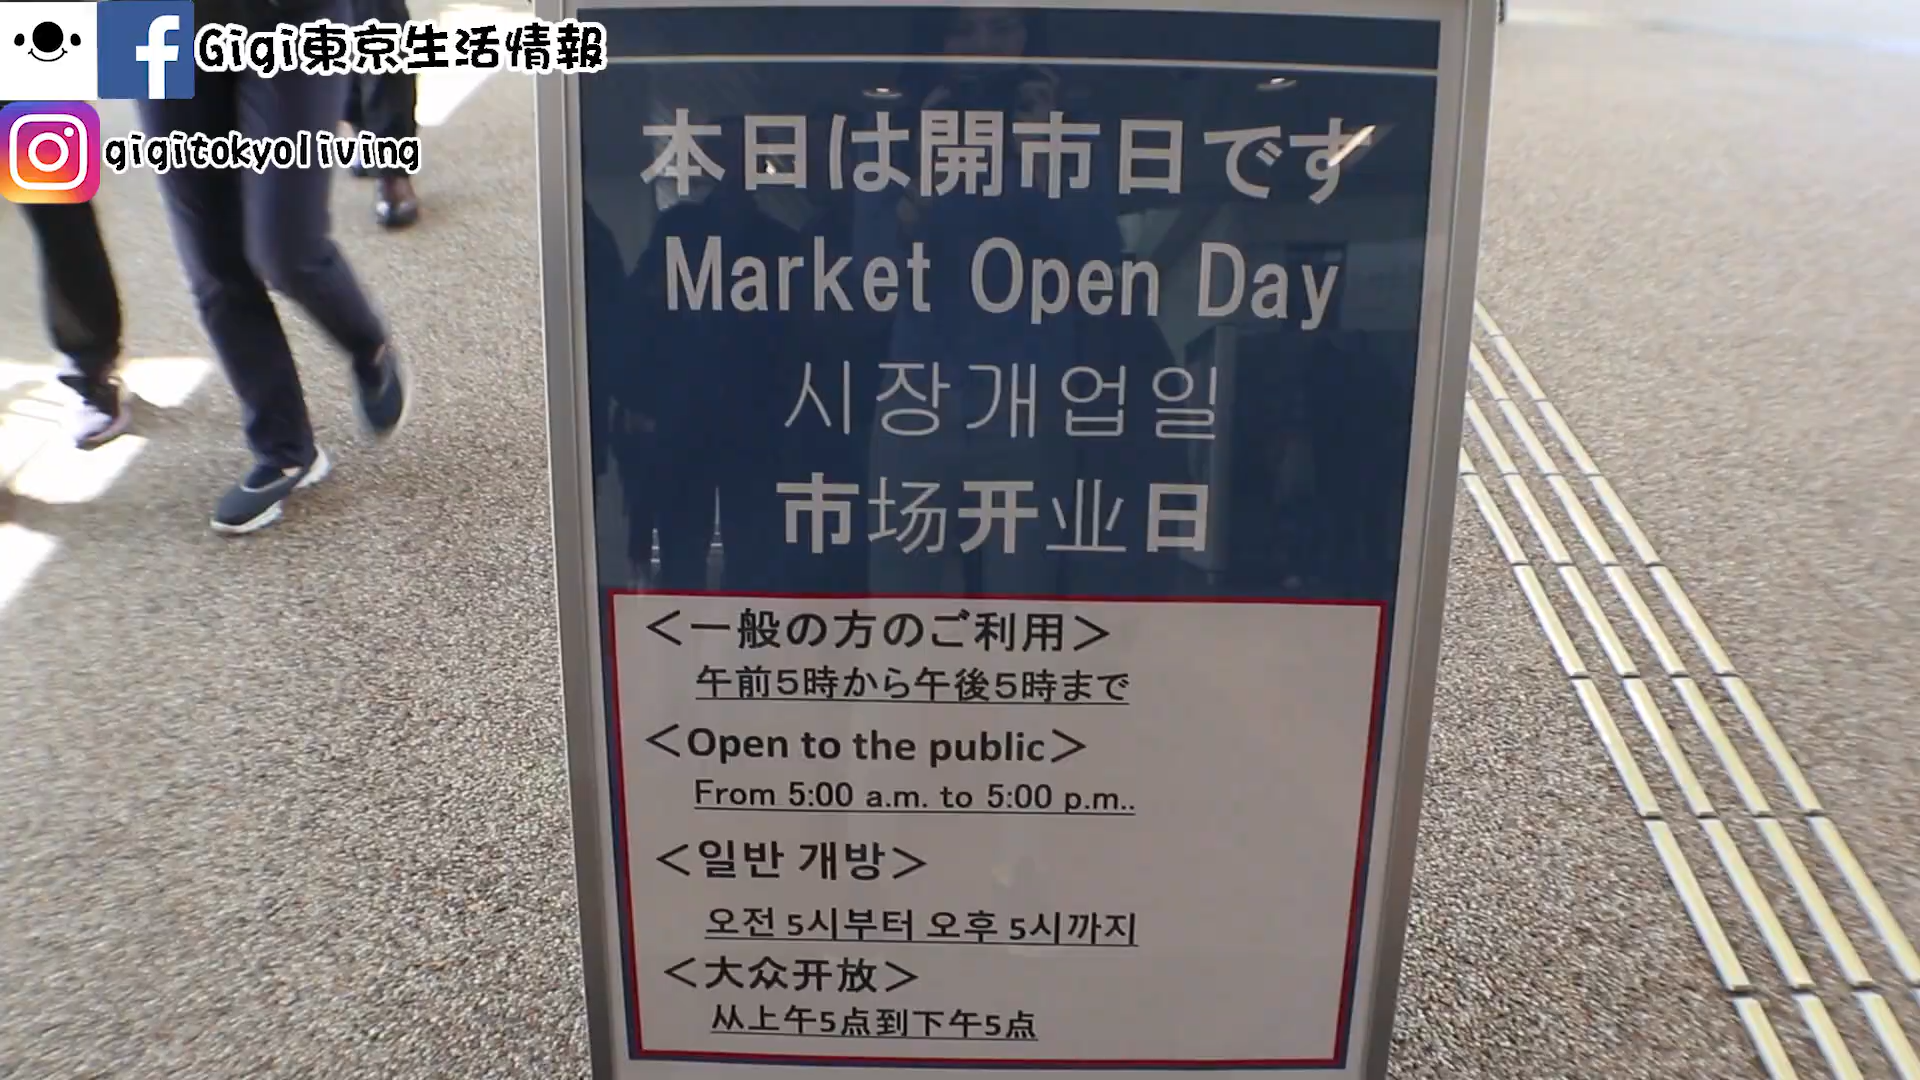 Gigi東京生活情報
gigitokyoliving
本日は開市日です
Market Open Day
시장개업일
市场开业日
＜一般の方のご利用＞
午前5時から午後5時まで
＜Open to the public＞
From 5:00 a.m. to 5:00 p.m..
＜일반 개방＞
오전 5시부터 오후 5시까지
＜大众开放＞
从上午5点到下午5点